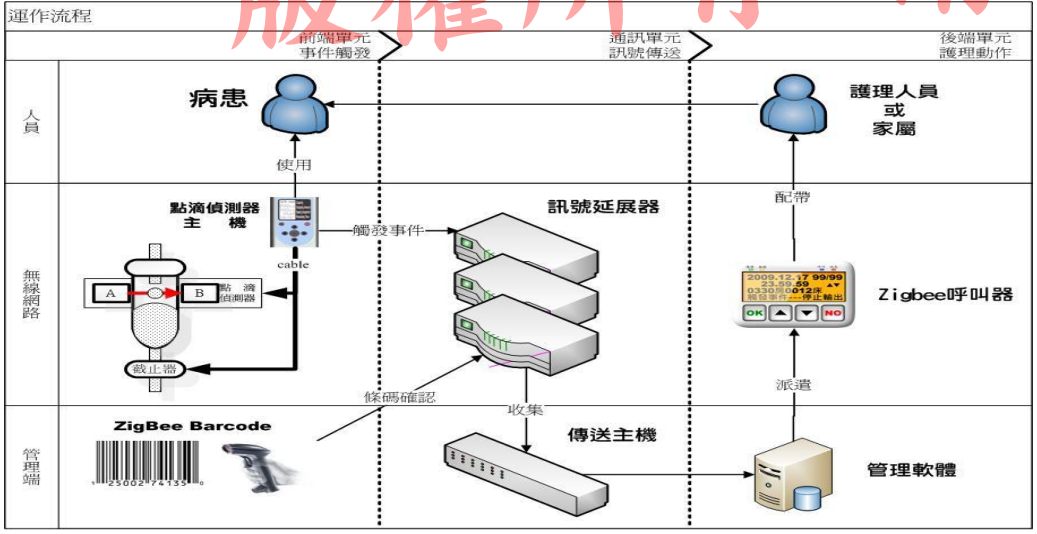 版權所有
運作流程
前端單元
事件觸發
通訊單元
訊號傳送
後端單元
護理動作
人員
病患
護理人員
或
家屬
使用
配帶
無線網路
點滴偵測器
主 機
觸發事件
訊號延展器
cable
A
B
點滴
偵測器
截止器
2009.12.17 99/99
23.59.59
0330房0012床
觸發事件---停止輸出
OK
NO
Zigbee呼叫器
條碼確認
收集
派遣
管理端
ZigBee Barcode
1 25002 74135 0
傳送主機
管理軟體